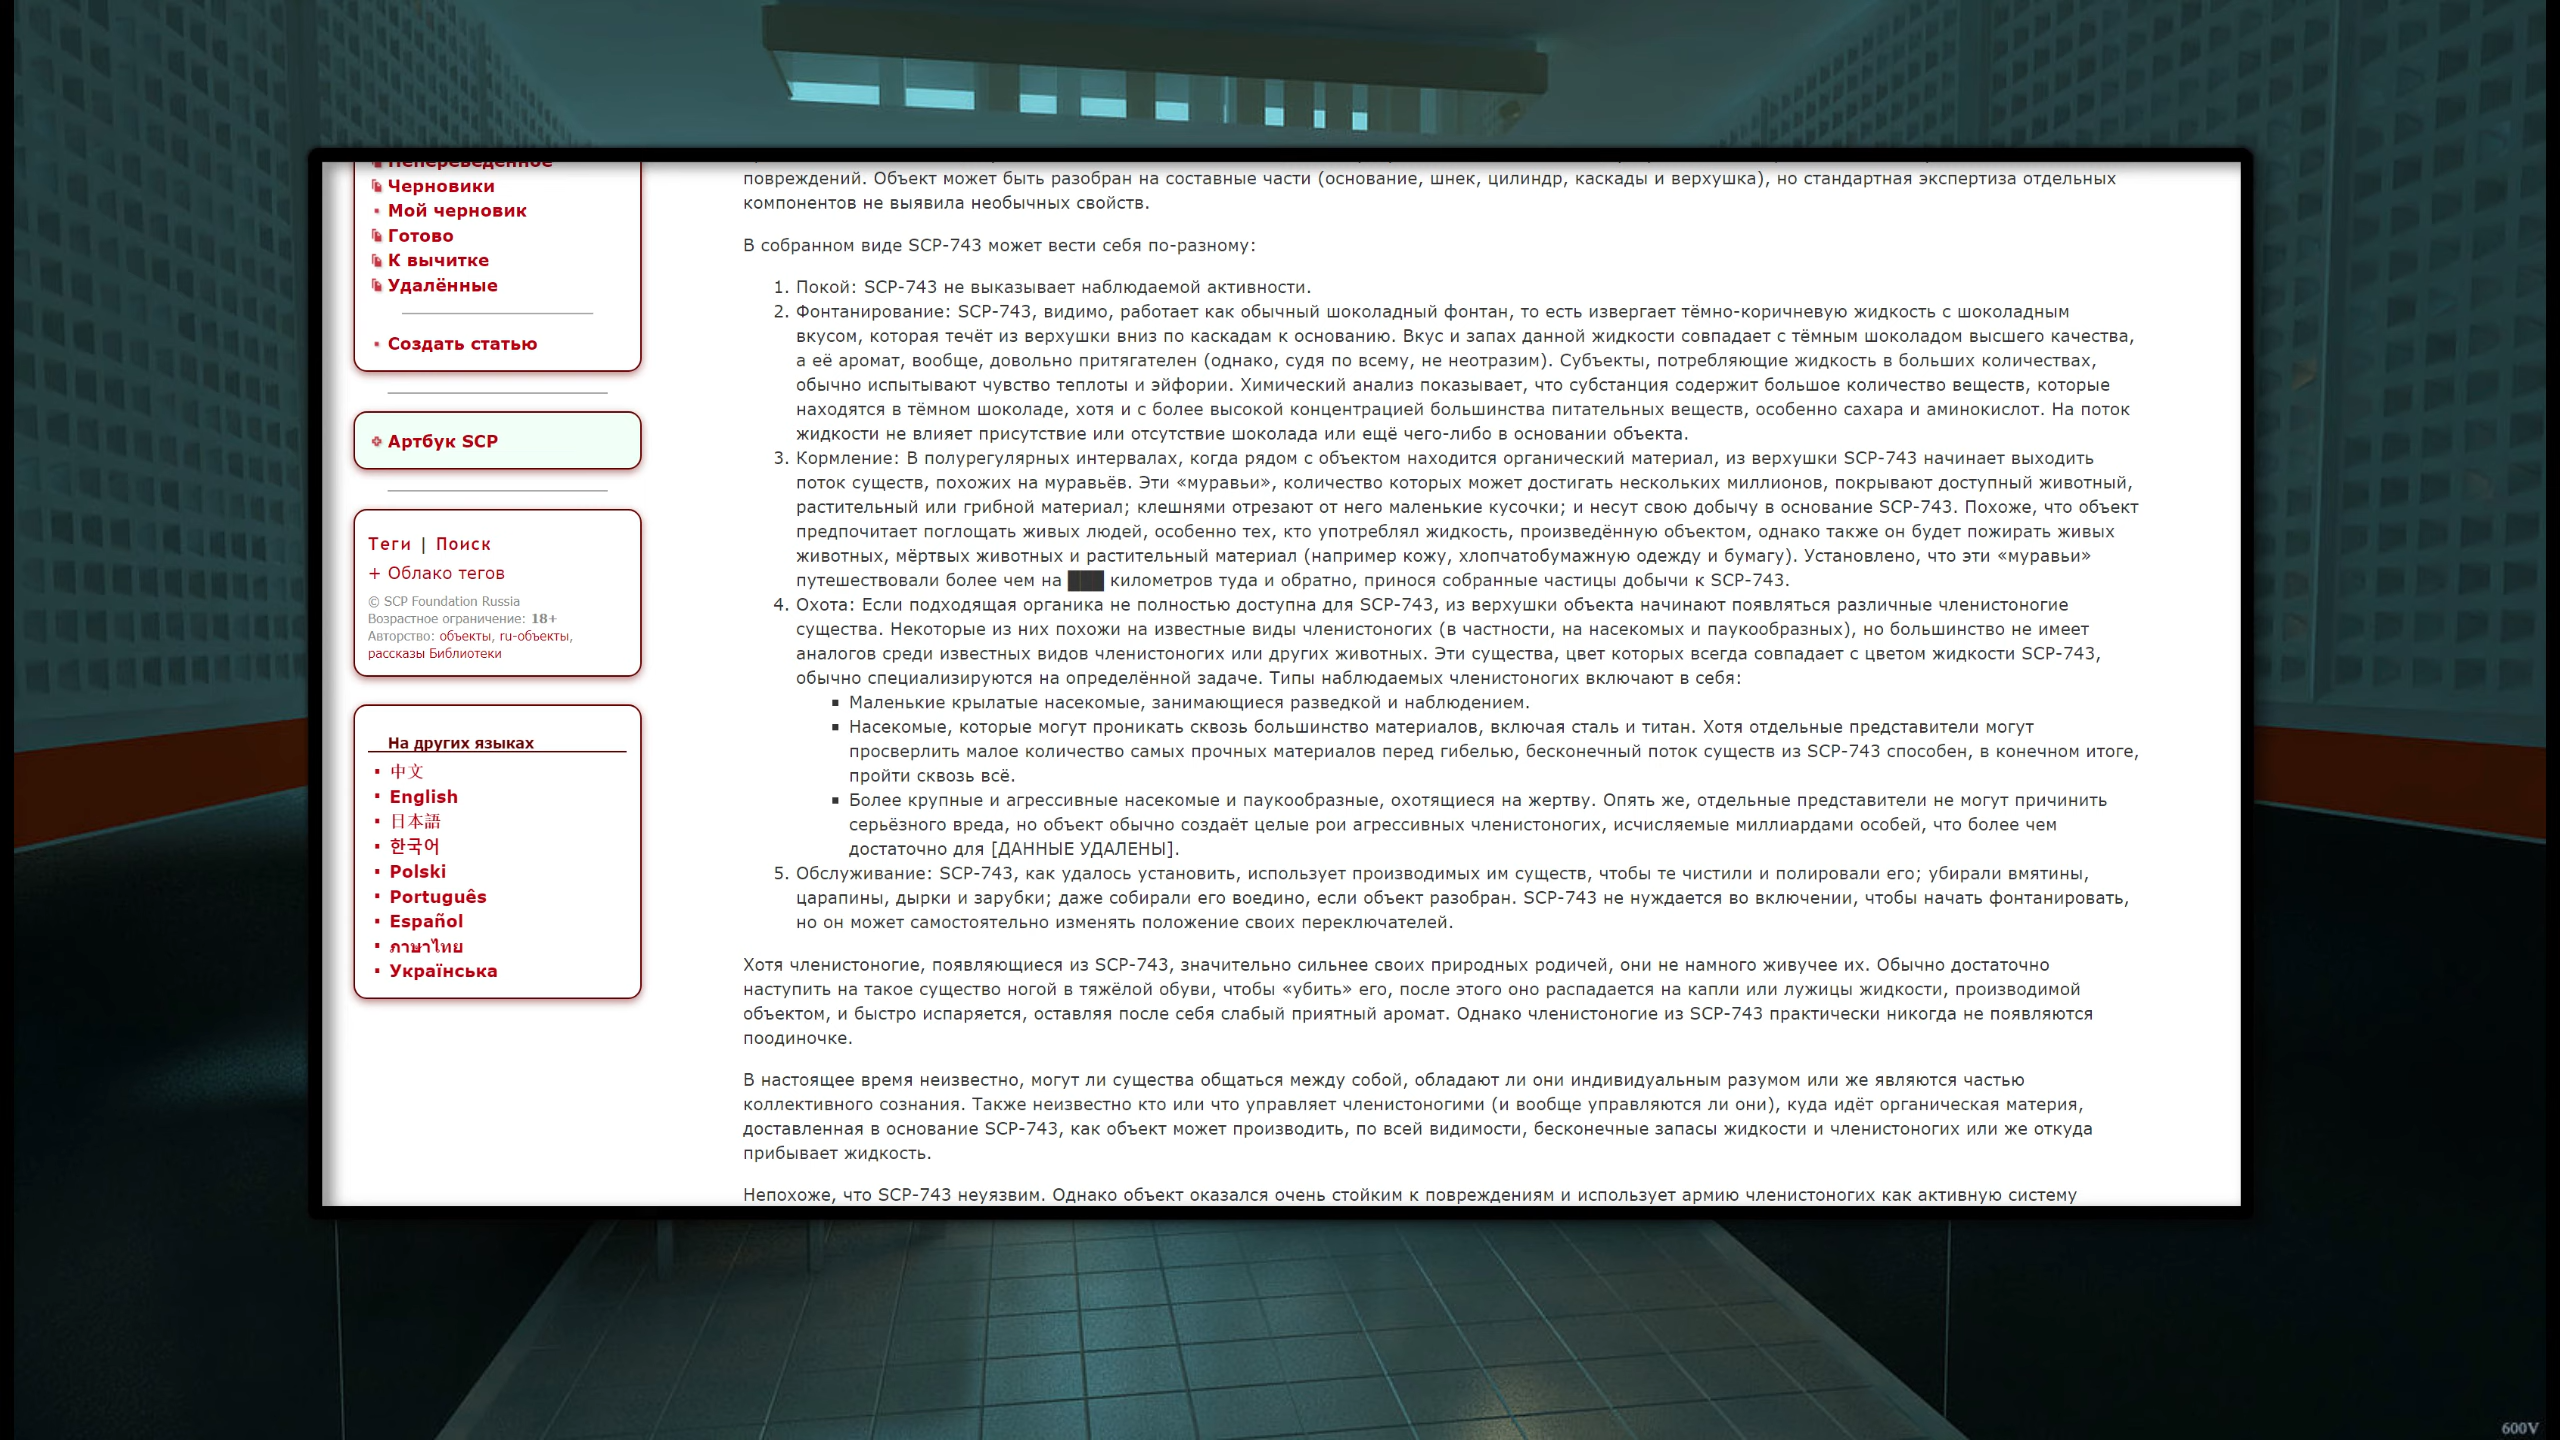 Непереведённое
Черновики
Мой черновик
Готово
К вычитке
Удалённые
Создать статью
Артбук SCP
Теги | Поиск
+ Облако тегов
© SCP Foundation Russia
Возрастное ограничение: 18+
Авторство: объекты, ru-объекты,
рассказы Библиотеки
На других языках
中文
English
日本語
한국어
Polski
Português
Español
ภาษาไทย
Українська
повреждений. Объект может быть разобран на составные части (основание, шнек, цилиндр, каскады и верхушка), но стандартная экспертиза отдельных
компонентов не выявила необычных свойств.
В собранном виде SCP-743 может вести себя по-разному:
1. Покой: SCP-743 не выказывает наблюдаемой активности.
2. Фонтанирование: SCP-743, видимо, работает как обычный шоколадный фонтан, то есть извергает тёмно-коричневую жидкость с шоколадным
вкусом, которая течёт из верхушки вниз по каскадам к основанию. Вкус и запах данной жидкости совпадает с тёмным шоколадом высшего качества,
а её аромат, вообще, довольно притягателен (однако, судя по всему, не неотразим). Субъекты, потребляющие жидкость в больших количествах,
обычно испытывают чувство теплоты и эйфории. Химический анализ показывает, что субстанция содержит большое количество веществ, которые
находятся в тёмном шоколаде, хотя и с более высокой концентрацией большинства питательных веществ, особенно сахара и аминокислот. На поток
жидкости не влияет присутствие или отсутствие шоколада или ещё чего-либо в основании объекта.
3. Кормление: В полурегулярных интервалах, когда рядом с объектом находится органический материал, из верхушки SCP-743 начинает выходить
поток существ, похожих на муравьёв. Эти «муравьи», количество которых может достигать нескольких миллионов, покрывают доступный животный,
растительный или грибной материал; клешнями отрезают от него маленькие кусочки; и несут свою добычу в основание SCP-743. Похоже, что объект
предпочитает поглощать живых людей, особенно тех, кто употреблял жидкость, произведённую объектом, однако также он будет пожирать живых
животных, мёртвых животных и растительный материал (например кожу, хлопчатобумажную одежду и бумагу). Установлено, что эти «муравьи»
путешествовали более чем на ███ километров туда и обратно, принося собранные частицы добычи к SCP-743.
4. Охота: Если подходящая органика не полностью доступна для SCP-743, из верхушки объекта начинают появляться различные членистоногие
существа. Некоторые из них похожи на известные виды членистоногих (в частности, на насекомых и паукообразных), но большинство не имеет
аналогов среди известных видов членистоногих или других животных. Эти существа, цвет которых всегда совпадает с цветом жидкости SCP-743,
обычно специализируются на определённой задаче. Типы наблюдаемых членистоногих включают в себя:
▪ Маленькие крылатые насекомые, занимающиеся разведкой и наблюдением.
▪ Насекомые, которые могут проникать сквозь большинство материалов, включая сталь и титан. Хотя отдельные представители могут
просверлить малое количество самых прочных материалов перед гибелью, бесконечный поток существ из SCP-743 способен, в конечном итоге,
пройти сквозь всё.
▪ Более крупные и агрессивные насекомые и паукообразные, охотящиеся на жертву. Опять же, отдельные представители не могут причинить
серьёзного вреда, но объект обычно создаёт целые рои агрессивных членистоногих, исчисляемые миллиардами особей, что более чем
достаточно для [ДАННЫЕ УДАЛЕНЫ].
5. Обслуживание: SCP-743, как удалось установить, использует производимых им существ, чтобы те чистили и полировали его; убирали вмятины,
царапины, дырки и зарубки; даже собирали его воедино, если объект разобран. SCP-743 не нуждается во включении, чтобы начать фонтанировать,
но он может самостоятельно изменять положение своих переключателей.
Хотя членистоногие, появляющиеся из SCP-743, значительно сильнее своих природных родичей, они не намного живучее их. Обычно достаточно
наступить на такое существо ногой в тяжёлой обуви, чтобы «убить» его, после этого оно распадается на капли или лужицы жидкости, производимой
объектом, и быстро испаряется, оставляя после себя слабый приятный аромат. Однако членистоногие из SCP-743 практически никогда не появляются
поодиночке.
В настоящее время неизвестно, могут ли существа общаться между собой, обладают ли они индивидуальным разумом или же являются частью
коллективного сознания. Также неизвестно кто или что управляет членистоногими (и вообще управляются ли они), куда идёт органическая материя,
доставленная в основание SCP-743, как объект может производить, по всей видимости, бесконечные запасы жидкости и членистоногих или же откуда
прибывает жидкость.
Непохоже, что SCP-743 неуязвим. Однако объект оказался очень стойким к повреждениям и использует армию членистоногих как активную систему
600V